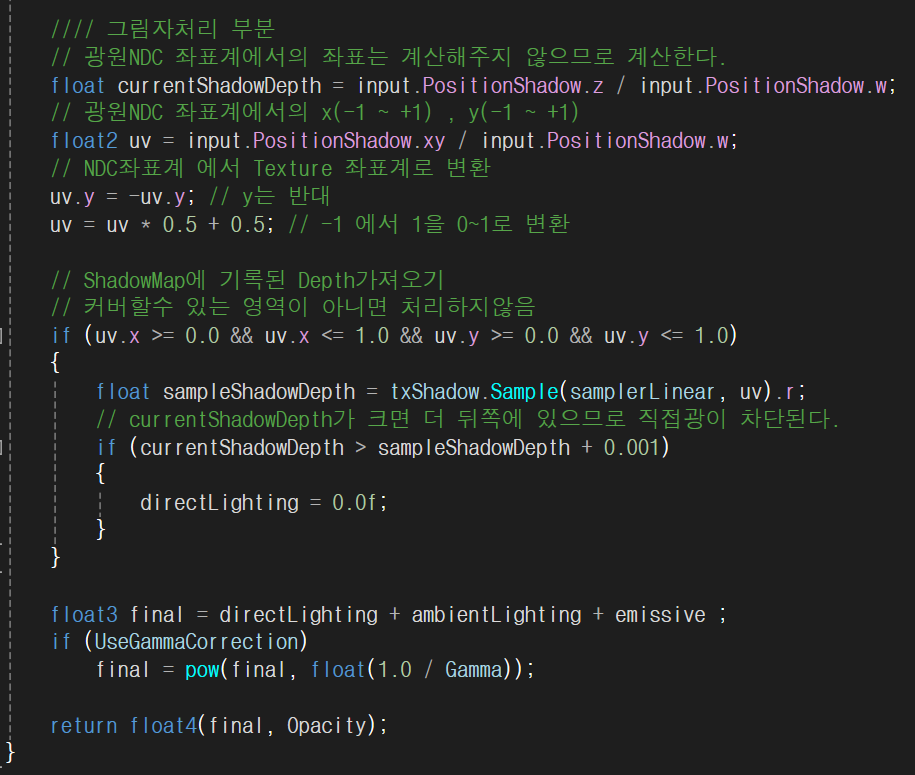 //// 그림자처리 부분
// 광원NDC 좌표계에서의 좌표는 계산해주지 않으므로 계산한다.
float currentShadowDepth = input.PositionShadow.z / input.PositionShadow.w;
// 광원NDC 좌표계에서의 x(-1 ~ +1) , y(-1 ~ +1)
float2 uv = input.PositionShadow.xy / input.PositionShadow.w;
// NDC좌표계 에서 Texture 좌표계로 변환
uv.y = -uv.y; // y는 반대
uv = uv * 0.5 + 0.5; // -1 에서 1을 0~1로 변환
// ShadowMap에 기록된 Depth가져오기
// 커버할수 있는 영역이 아니면 처리하지않음
if (uv.x >= 0.0 && uv.x <= 1.0 && uv.y >= 0.0 && uv.y <= 1.0)
{
float sampleShadowDepth = txShadow.Sample(samplerLinear, uv).r;
// currentShadowDepth가 크면 더 뒤쪽에 있으므로 직접광이 차단된다.
if (currentShadowDepth > sampleShadowDepth + 0.001)
{
directLighting = 0.0f;
}
}
float3 final = directLighting + ambientLighting + emissive ;
if (UseGammaCorrection)
final = pow(final, float(1.0 / Gamma));
return float4(final, Opacity);
}